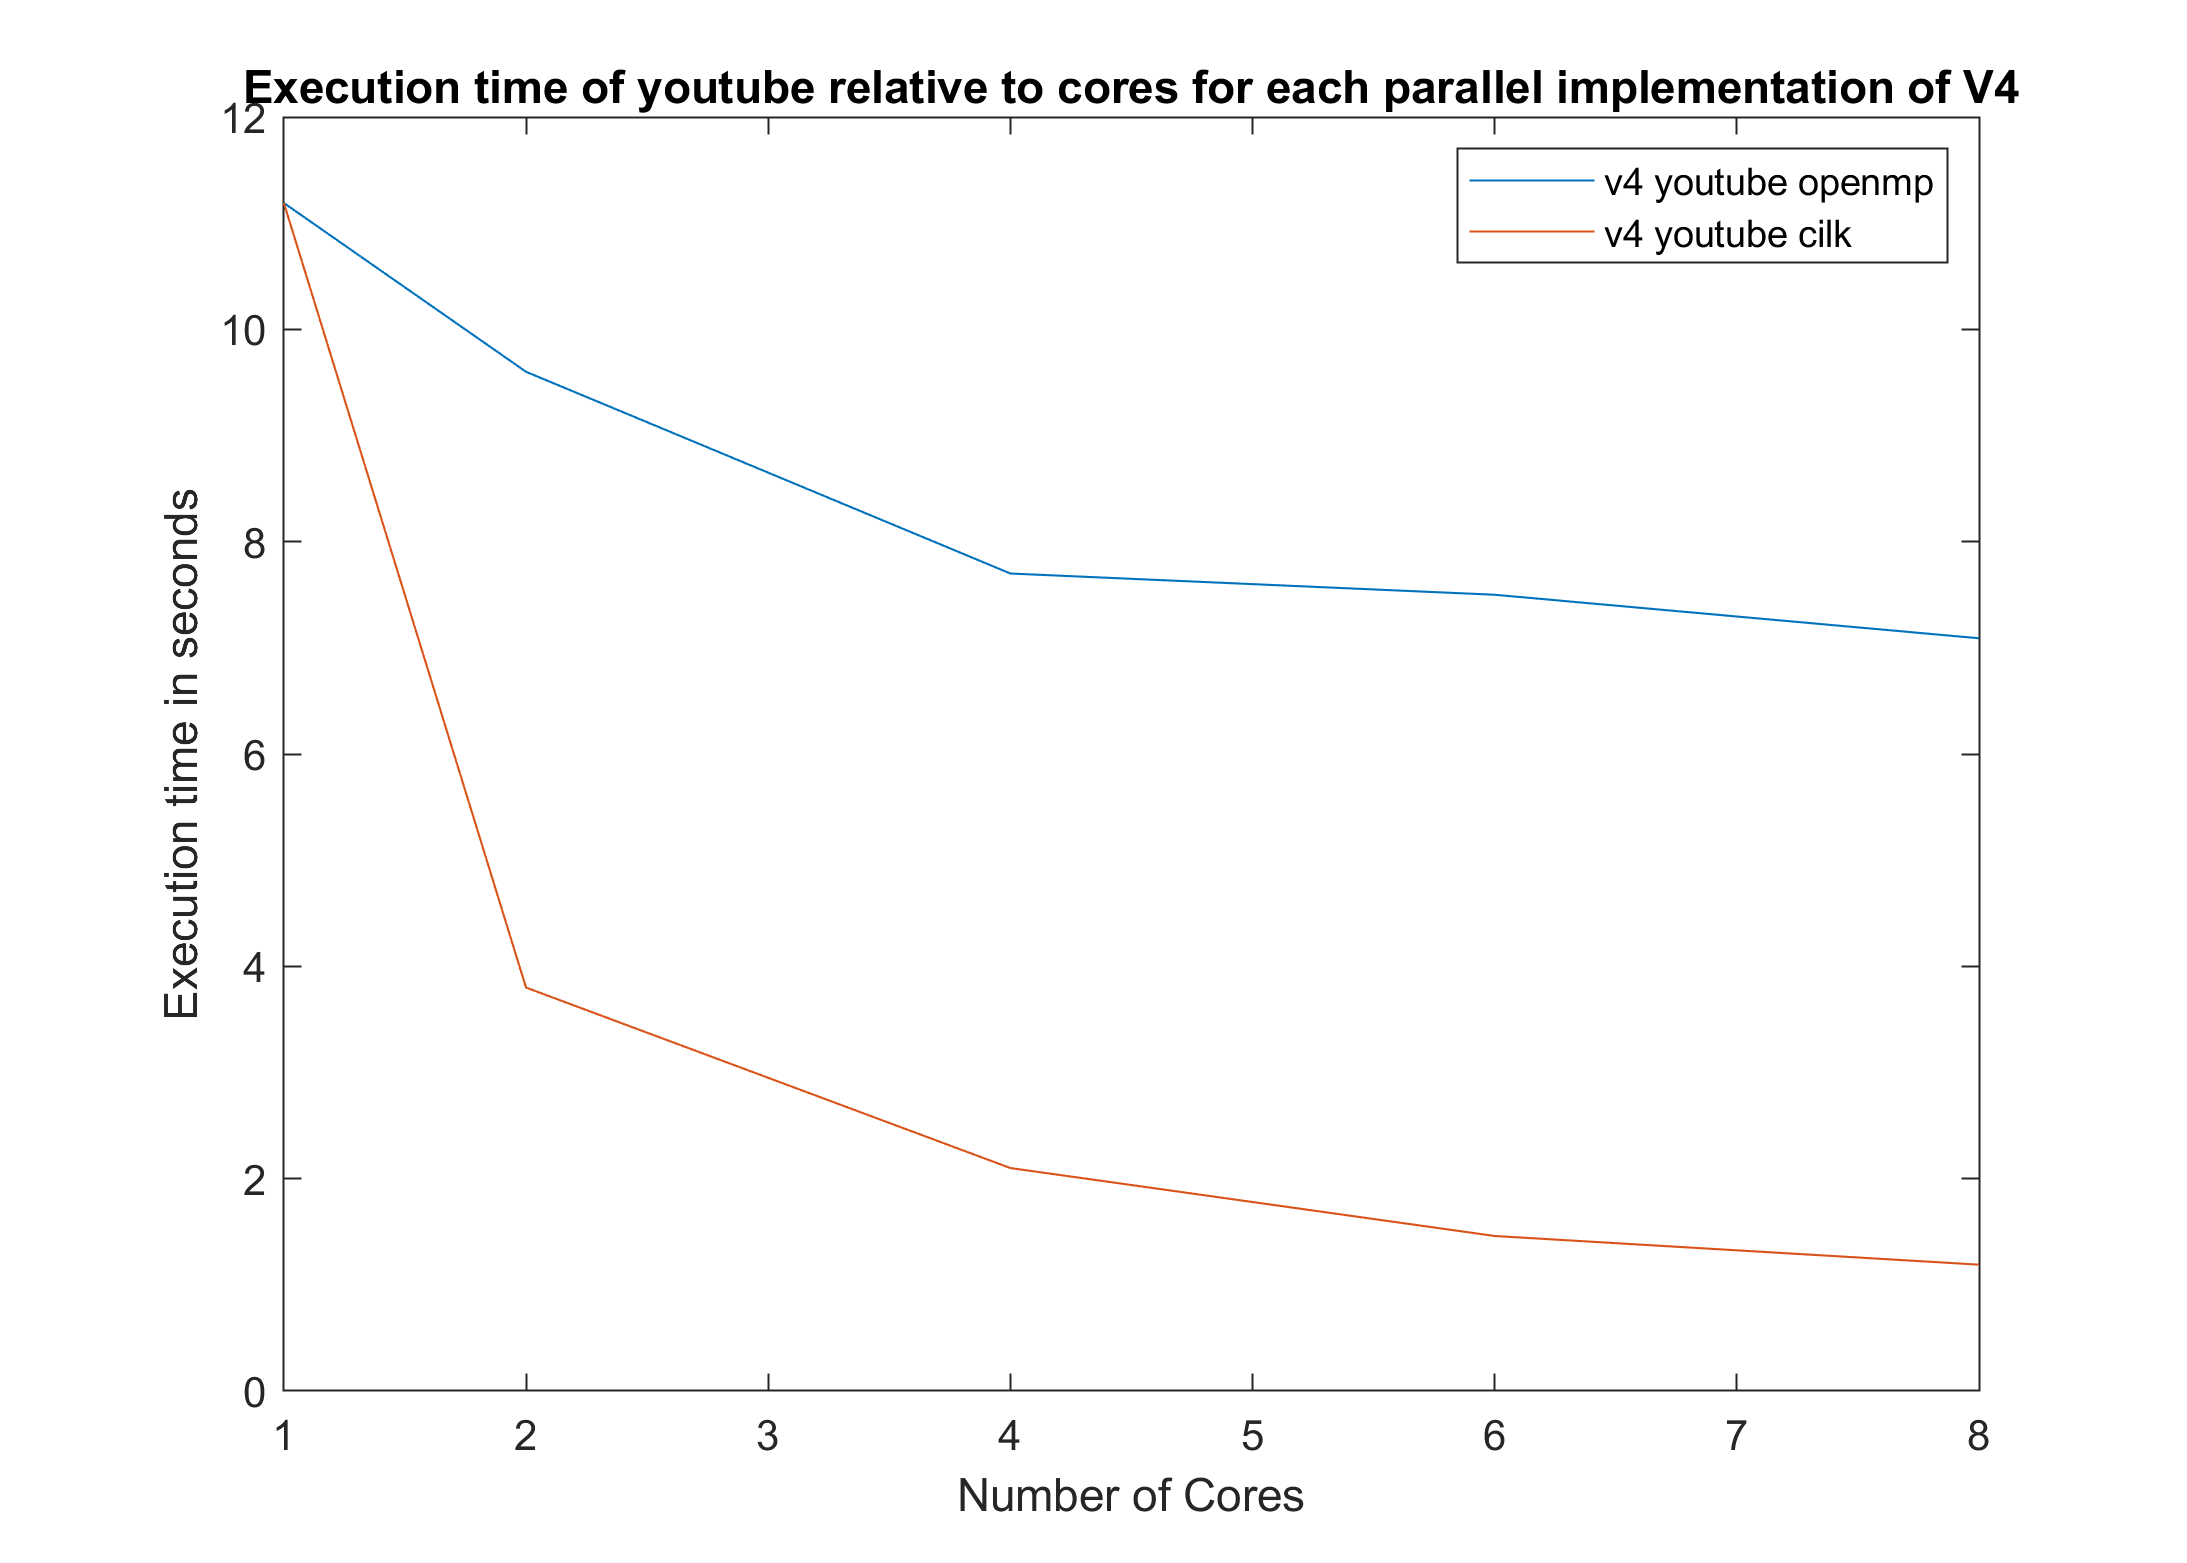 Execution time of youtube relative to cores for each parallel implementation of V4
12
10
8
6
4
2
0
Execution time in seconds
v4 youtube openmp
v4 youtube cilk
1 2 3 4 5 6 7 8
Number of Cores